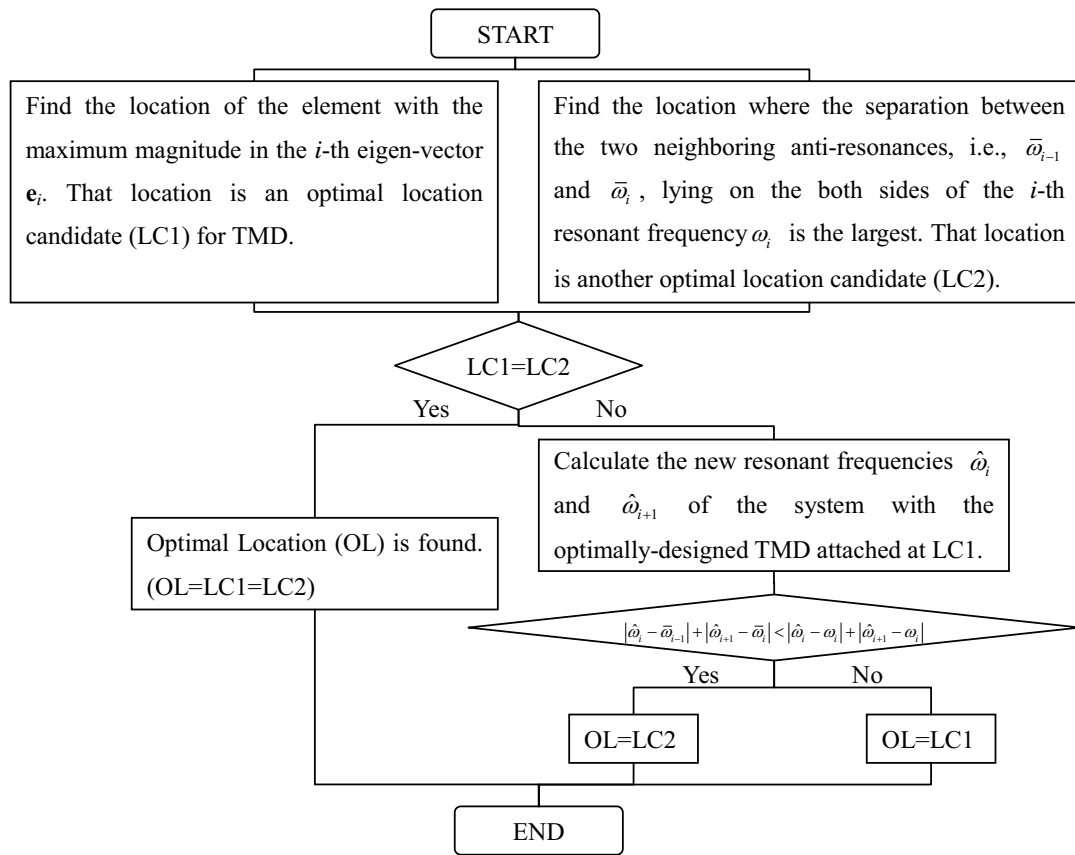 START
Find the location of the element with the
maximum magnitude in the i-th eigen-vector
eᵢ. That location is an optimal location
candidate (LC1) for TMD.
Find the location where the separation between
the two neighboring anti-resonances, i.e., ω̅ᵢ₋₁
and ω̅ᵢ, lying on the both sides of the i-th
resonant frequency ωᵢ is the largest. That location
is another optimal location candidate (LC2).
LC1=LC2
Yes
No
Optimal Location (OL) is found.
(OL=LC1=LC2)
Calculate the new resonant frequencies ω̂ᵢ
and ω̂ᵢ₊₁ of the system with the
optimally-designed TMD attached at LC1.
|ω̂ᵢ − ω̅ᵢ₋₁| + |ω̂ᵢ₊₁ − ω̅ᵢ| < |ω̂ᵢ − ωᵢ| + |ω̂ᵢ₊₁ − ωᵢ|
Yes
No
OL=LC2
OL=LC1
END